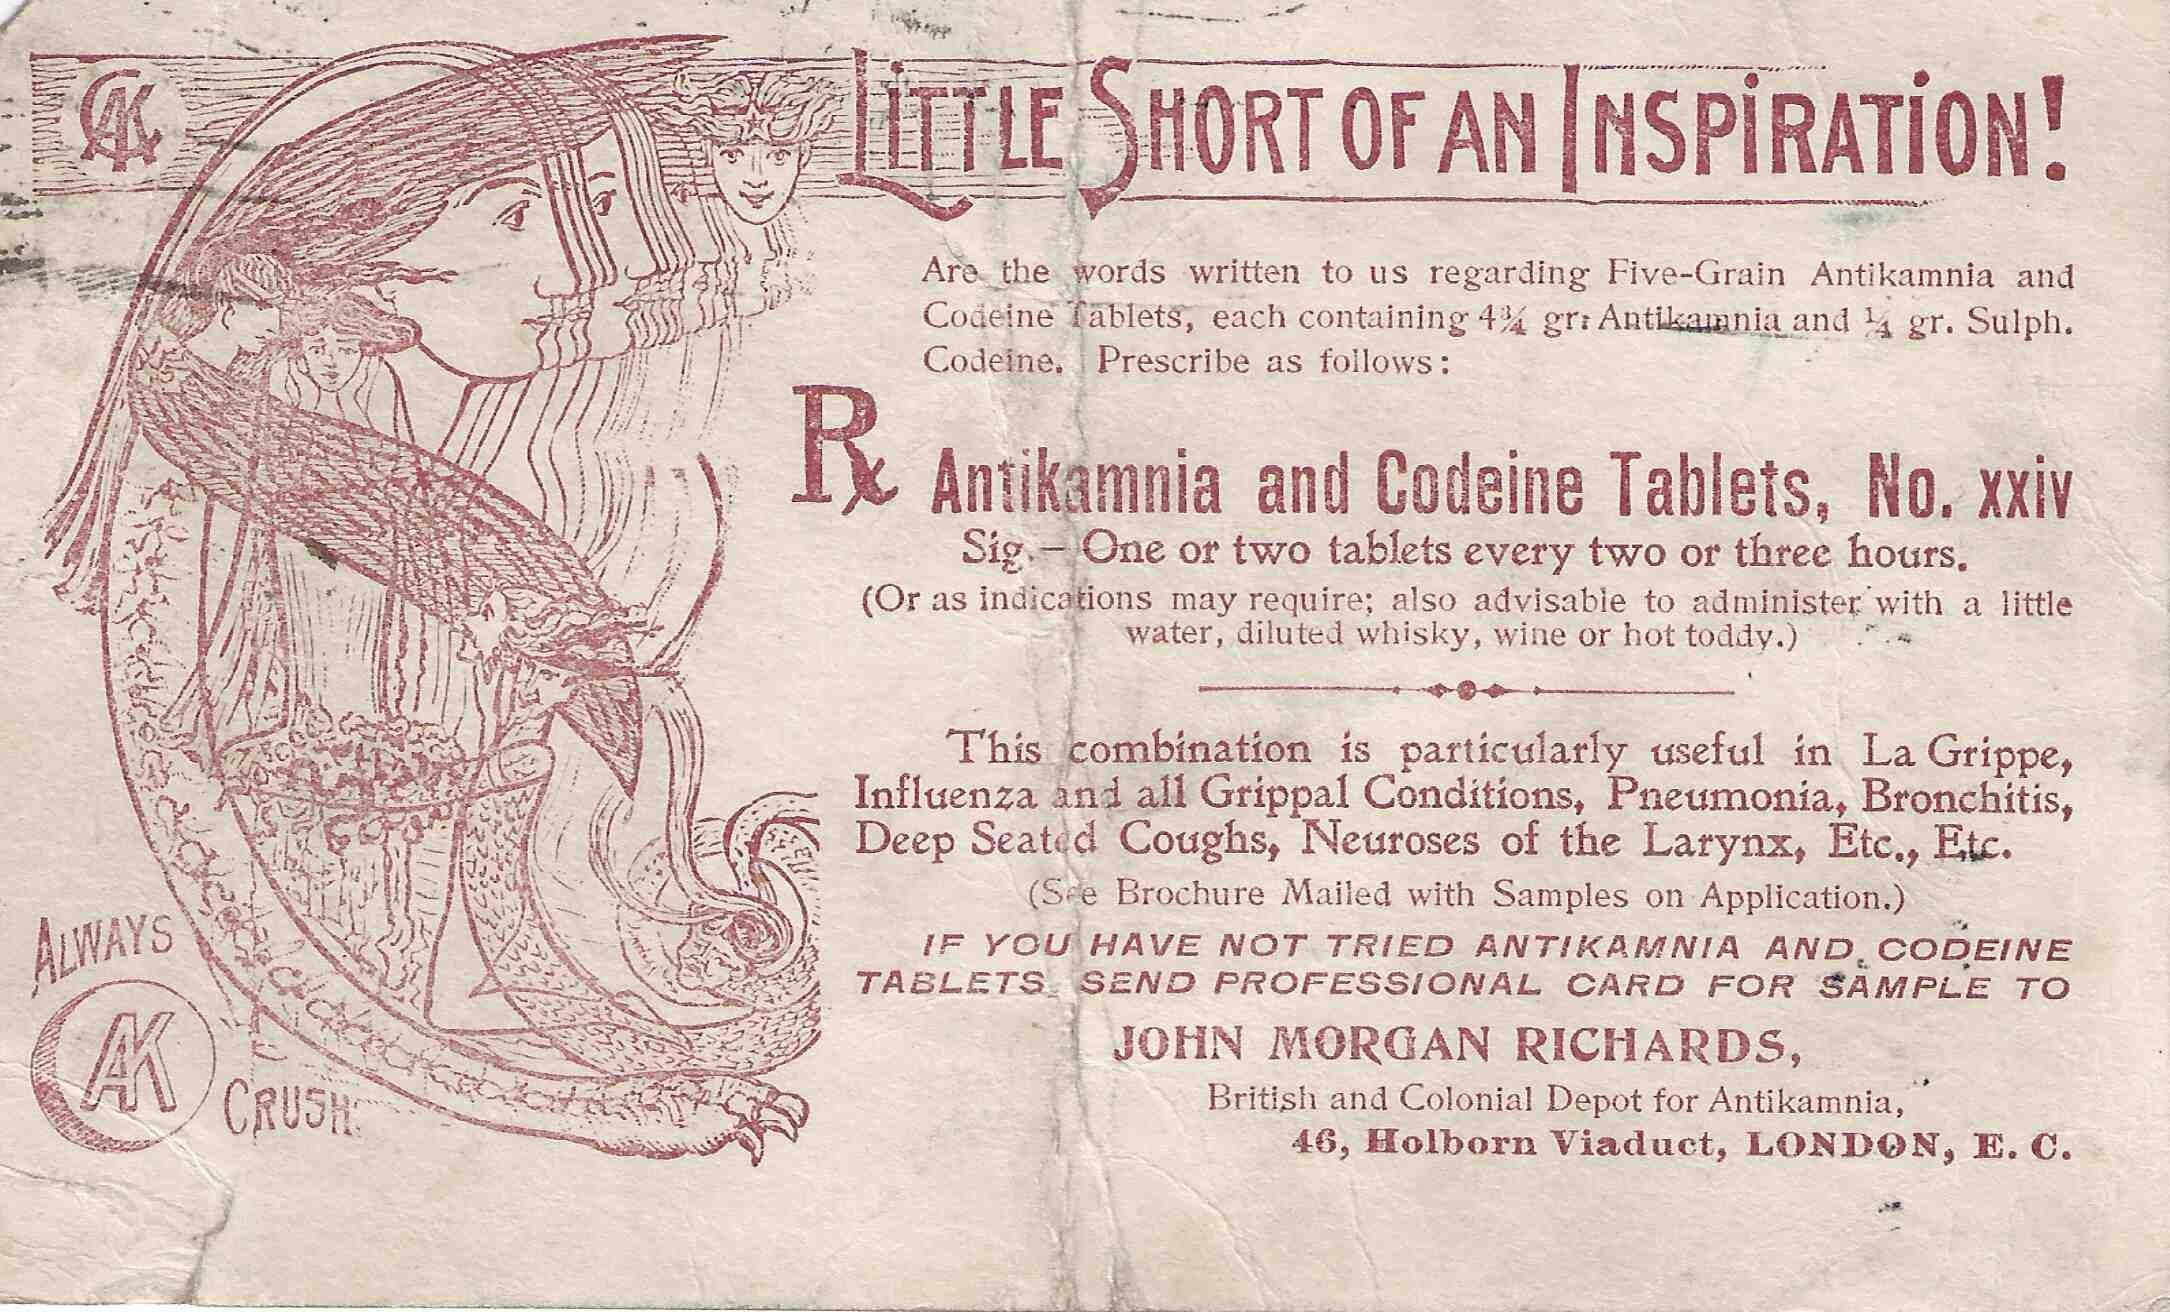 LITTLE SHORT OF AN INSPIRATION!
Are the words written to us regarding Five-Grain Antikamnia and
Codeine Tablets, each containing 4¾ gr. Antikamnia and ¼ gr. Sulph.
Codeine. Prescribe as follows:
℞ Antikamnia and Codeine Tablets, No. xxiv
Sig.— One or two tablets every two or three hours.
(Or as indications may require; also advisable to administer with a little
water, diluted whisky, wine or hot toddy.)
This combination is particularly useful in La Grippe,
Influenza and all Grippal Conditions, Pneumonia, Bronchitis,
Deep Seated Coughs, Neuroses of the Larynx, Etc., Etc.
(See Brochure Mailed with Samples on Application.)
IF YOU HAVE NOT TRIED ANTIKAMNIA AND CODEINE
TABLETS SEND PROFESSIONAL CARD FOR SAMPLE TO
JOHN MORGAN RICHARDS,
British and Colonial Depot for Antikamnia,
46, Holborn Viaduct, LONDON, E. C.
ALWAYS
AK
CRUSH